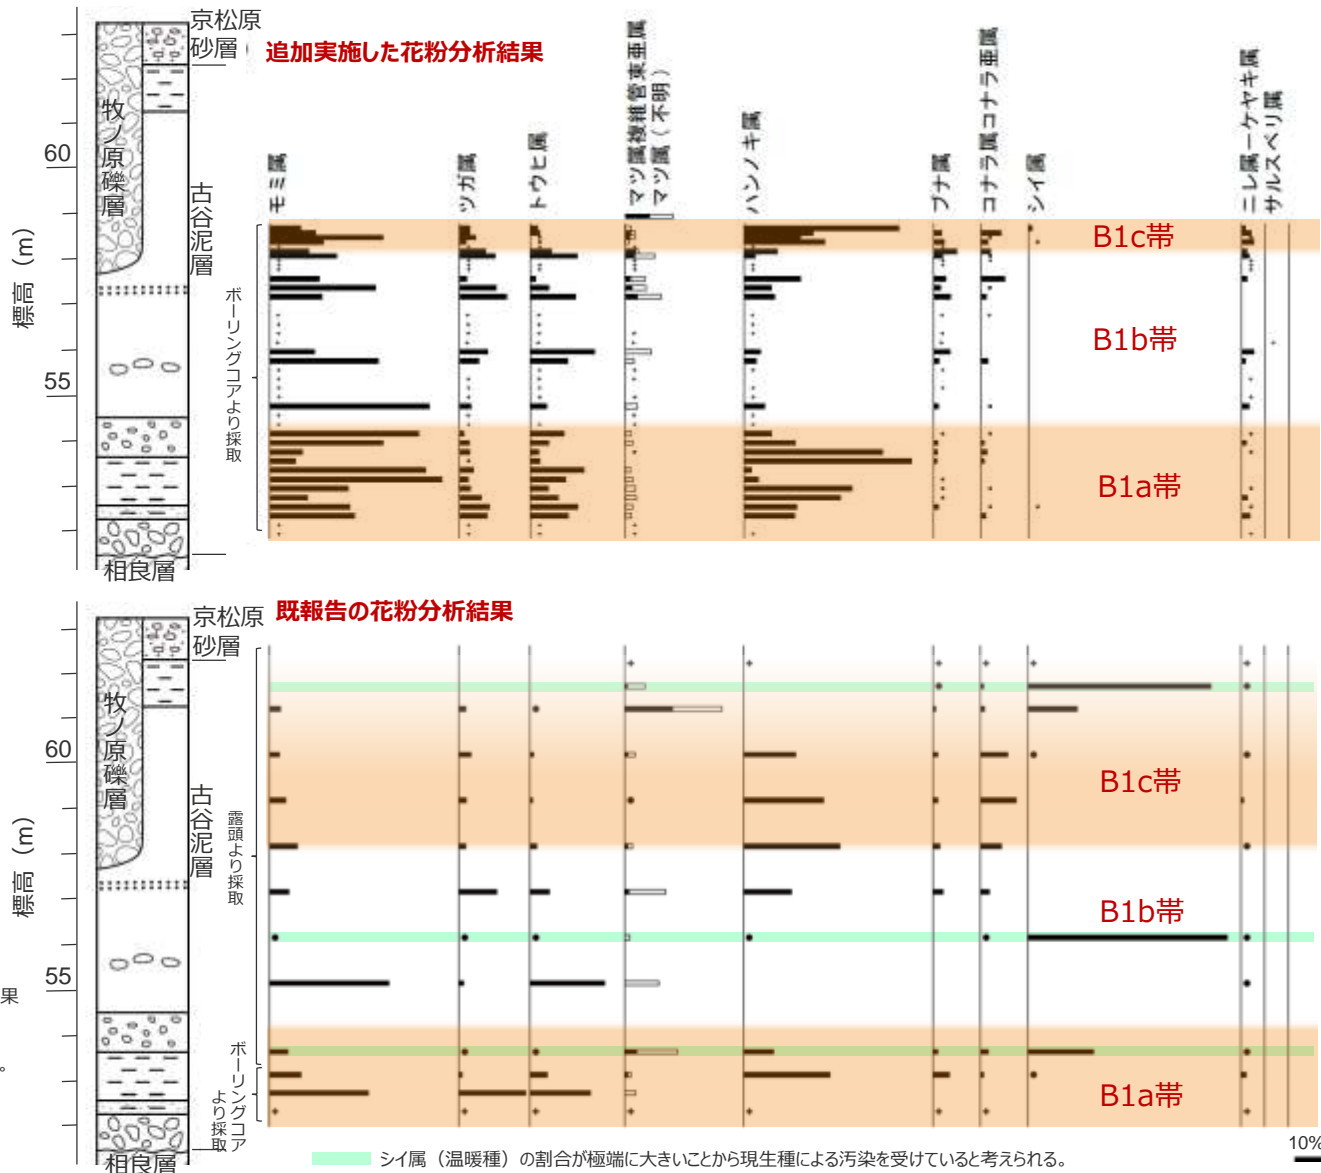 追加実施した花粉分析結果
京松原
砂層
牧ノ原礫層
古谷泥層
相良層
標高（m）
60
55
ボーリングコアより採取
モミ属
ツガ属
トウヒ属
マツ属複維管束亜属
マツ属（不明）
ハンノキ属
ブナ属
コナラ属コナラ亜属
シイ属
ニレ属ーケヤキ属
サルスベリ属
B1c帯
B1b帯
B1a帯
既報告の花粉分析結果
京松原
砂層
牧ノ原礫層
古谷泥層
相良層
標高（m）
60
55
露頭より採取
ボーリングコア
より採取
B1c帯
B1b帯
B1a帯
果
。
10%
シイ属（温暖種）の割合が極端に大きいことから現生種による汚染を受けていると考えられる。